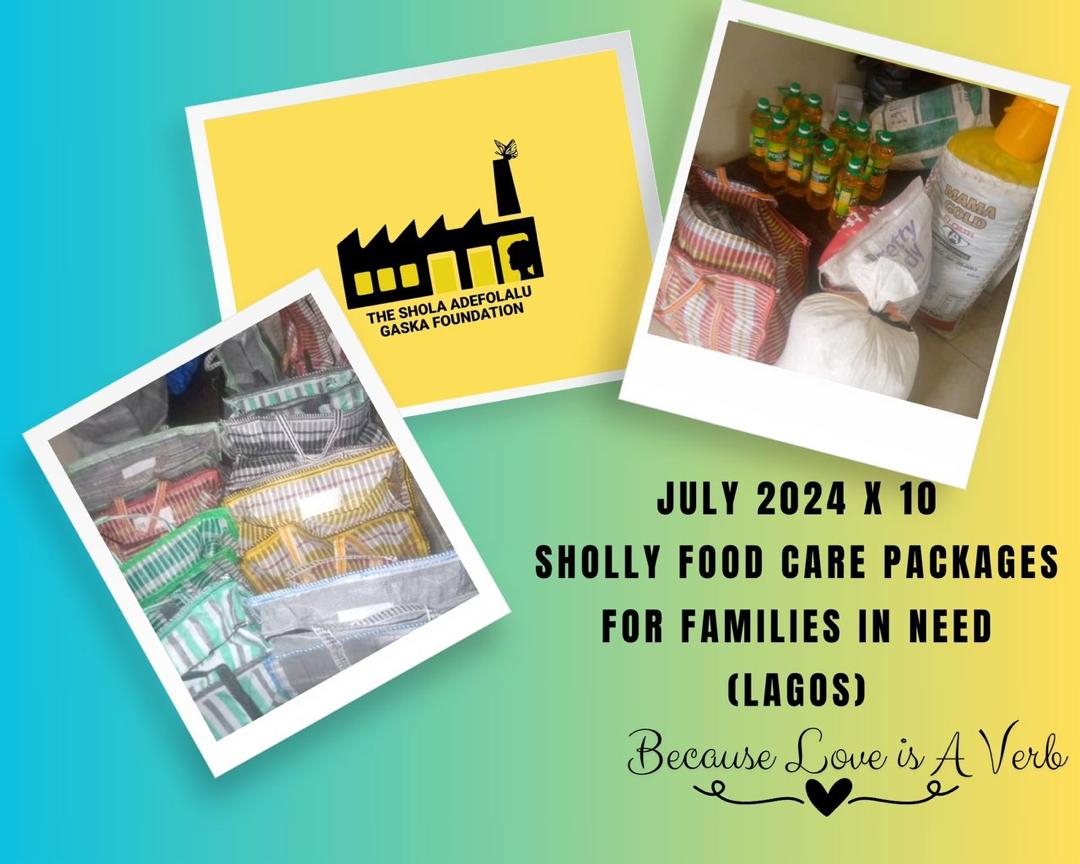 THE SHOLA ADEFOLALU
GASKA FOUNDATION
MAMA
GOLD
JULY 2024 X 10
SHOLLY FOOD CARE PACKAGES
FOR FAMILIES IN NEED
(LAGOS)
Because Love is A Verb